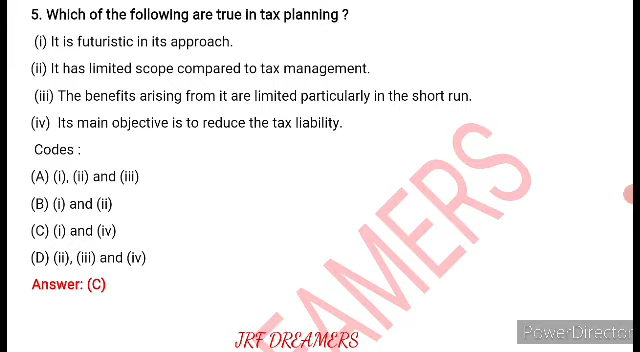 5. Which of the following are true in tax planning ?
(i) It is futuristic in its approach.
(ii) It has limited scope compared to tax management.
(iii) The benefits arising from it are limited particularly in the short run.
(iv) Its main objective is to reduce the tax liability.
Codes :
(A) (i), (ii) and (iii)
(B) (i) and (ii)
(C) (i) and (iv)
(D) (ii), (iii) and (iv)
Answer: (C)
EAMERS
PowerDirector
JRF DREAMERS